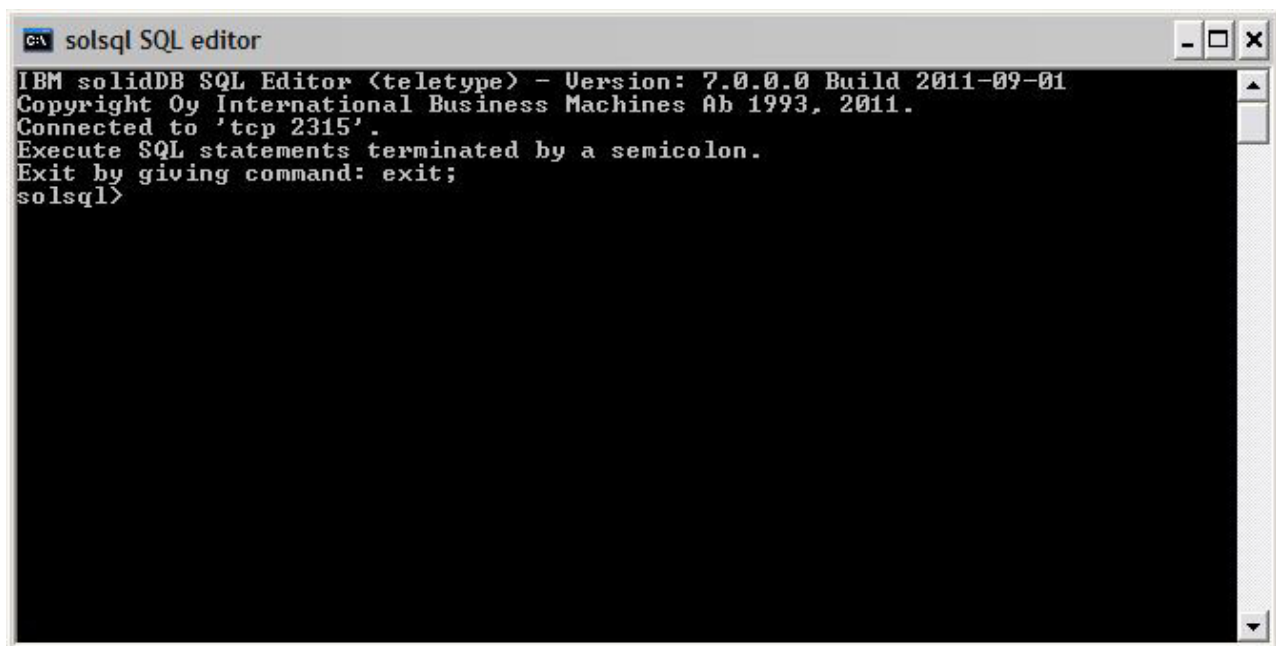 solsql SQL editor
IBM solidDB SQL Editor (teletype) - Version: 7.0.0.0 Build 2011-09-01
Copyright Oy International Business Machines Ab 1993, 2011.
Connected to 'tcp 2315'.
Execute SQL statements terminated by a semicolon.
Exit by giving command: exit;
solsql>